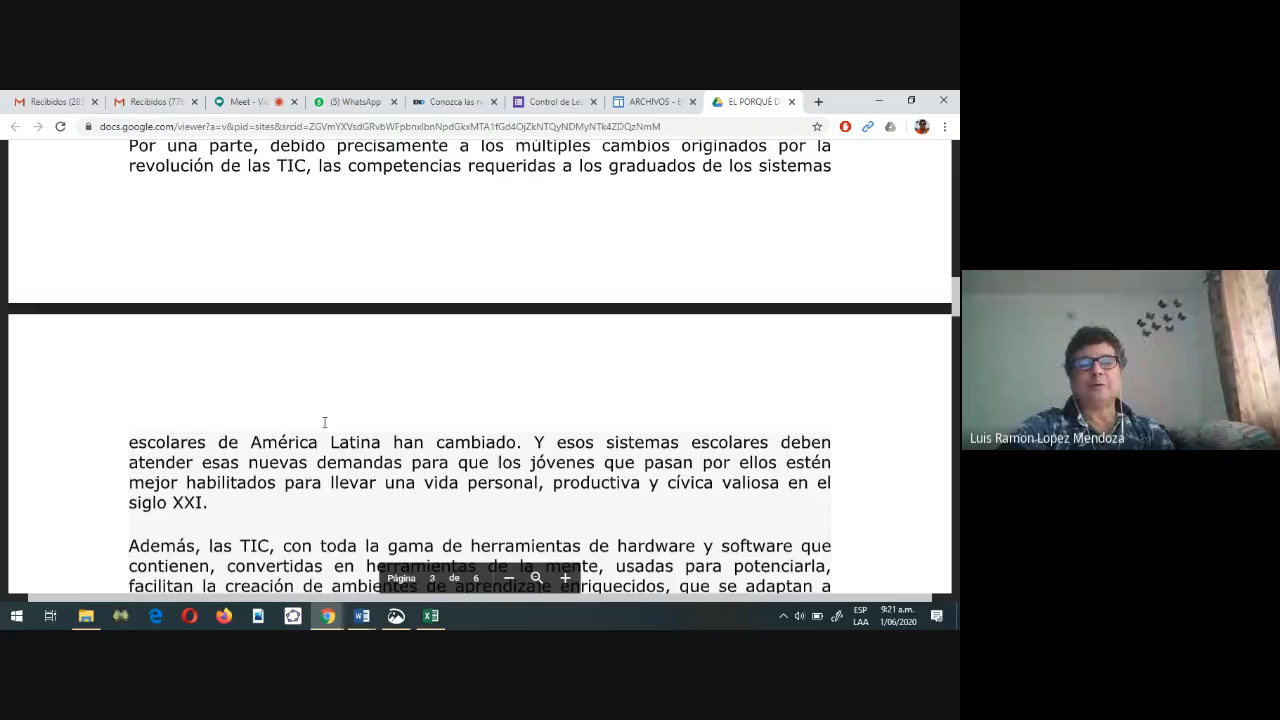 Recibidos (285
Recibidos (778
Meet - Vi
(5) WhatsApp
Conozca las n
Control de Lec
ARCHIVOS - E
EL PORQUÉ D
docs.google.com/viewer?a=v&pid=sites&srcid=ZGVmYXVsdGRvbWFpbnxlbnNpdGkxMTA1fGd4OjZkNTQyNDMyNTk4ZDQzNmM
Por una parte, debido precisamente a los múltiples cambios originados por la
revolución de las TIC, las competencias requeridas a los graduados de los sistemas
escolares de América Latina han cambiado. Y esos sistemas escolares deben
atender esas nuevas demandas para que los jóvenes que pasan por ellos estén
mejor habilitados para llevar una vida personal, productiva y cívica valiosa en el
siglo XXI.
Además, las TIC, con toda la gama de herramientas de hardware y software que
contienen, convertidas en herramientas de la mente, usadas para potenciarla,
facilitan la creación de ambientes de aprendizaje enriquecidos, que se adaptan a
Página 3 de 6
ESP
LAA
9:21 a.m.
1/06/2020
Luis Ramon Lopez Mendoza